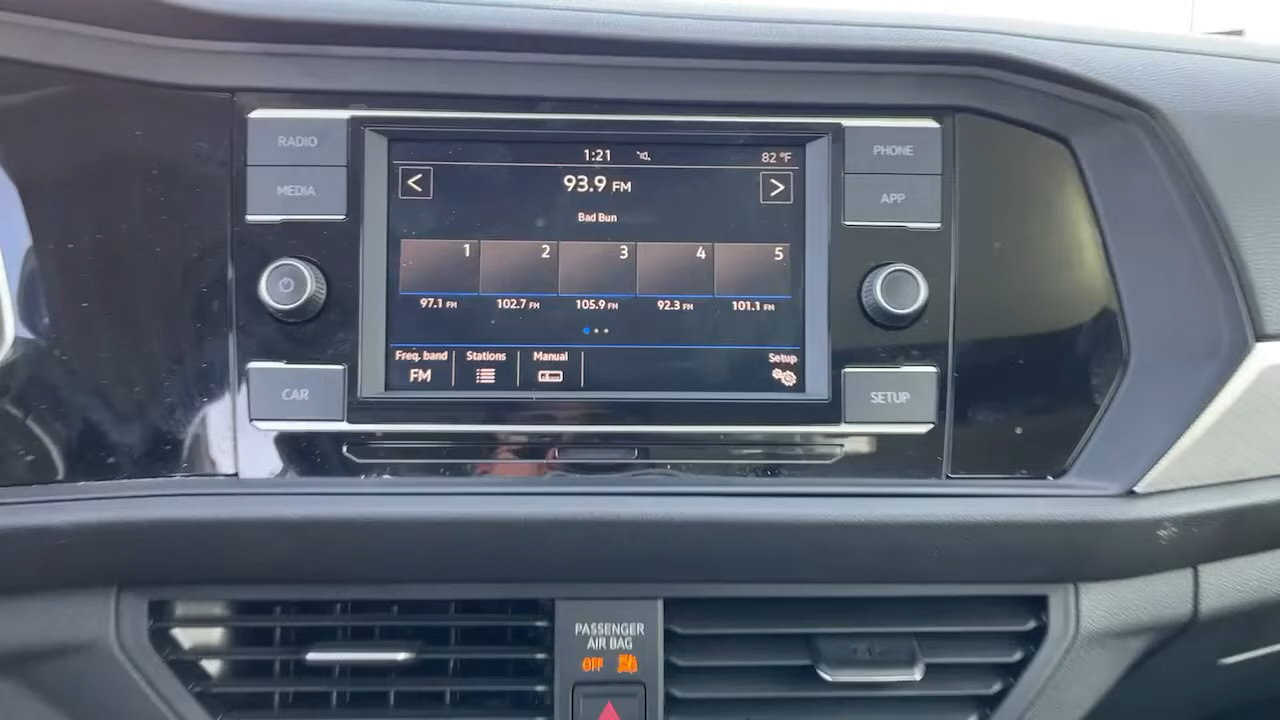 RADIO
MEDIA
CAR
1:21
82 °F
93.9 FM
Bad Bun
1 2 3 4 5
97.1 FM 102.7 FM 105.9 FM 92.3 FM 101.1 FM
Freq. band Stations Manual Setup
FM
PHONE
APP
SETUP
PASSENGER
AIR BAG
OFF